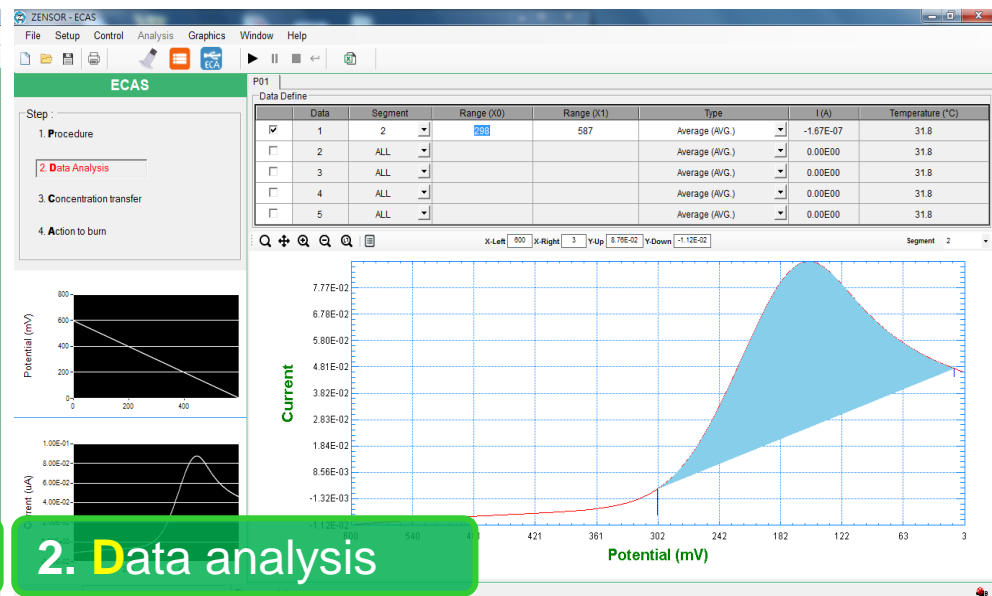 ZENSOR - ECAS
File Setup Control Analysis Graphics Window Help
ECA
ECAS
Step :
1. Procedure
2. Data Analysis
3. Concentration transfer
4. Action to burn
P01
Data Define
Data Segment Range (X0) Range (X1) Type I (A) Temperature (°C)
1 2 298 587 Average (AVG.) -1.67E-07 31.8
2 ALL Average (AVG.) 0.00E00 31.8
3 ALL Average (AVG.) 0.00E00 31.8
4 ALL Average (AVG.) 0.00E00 31.8
5 ALL Average (AVG.) 0.00E00 31.8
X-Left 600 X-Right 3 Y-Up 8.76E-02 Y-Down -1.12E-02 Segment 2
Potential (mV)
800
600
400
200
0
0 200 400
Current (uA)
1.00E-01
8.00E-02
6.00E-02
4.00E-02
Current
7.77E-02
6.78E-02
5.80E-02
4.81E-02
3.82E-02
2.83E-02
1.84E-02
8.56E-03
-1.32E-03
-1.12E-02
600 540 421 361 302 242 182 122 63 3
Potential (mV)
2. Data analysis